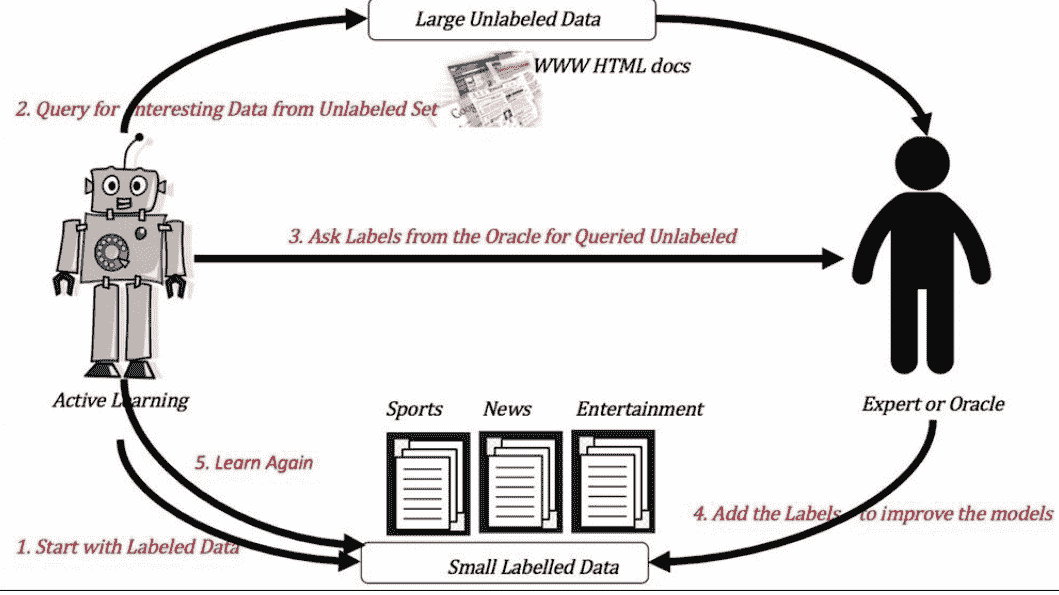 Large Unlabeled Data
WWW HTML docs
2. Query for Interesting Data from Unlabeled Set
3. Ask Labels from the Oracle for Queried Unlabeled
Active Learning
Sports News Entertainment
Expert or Oracle
5. Learn Again
4. Add the Labels to improve the models
1. Start with Labeled Data
Small Labelled Data